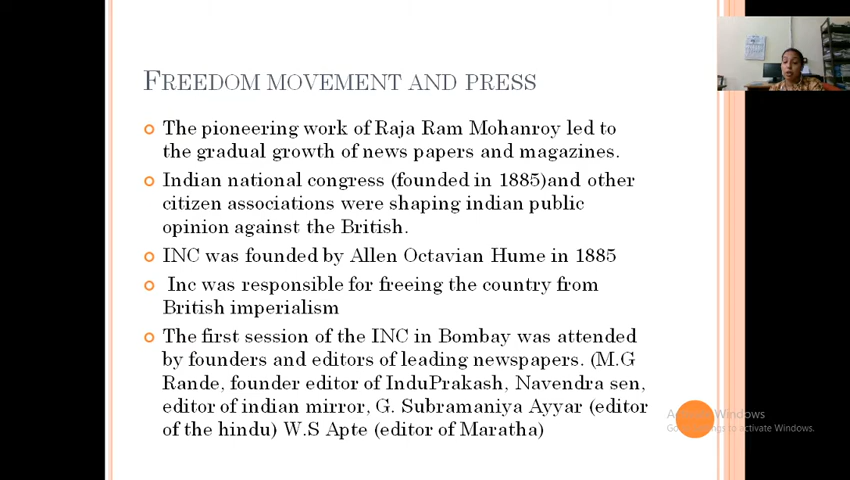 FREEDOM MOVEMENT AND PRESS
The pioneering work of Raja Ram Mohanroy led to
the gradual growth of news papers and magazines.
Indian national congress (founded in 1885)and other
citizen associations were shaping indian public
opinion against the British.
INC was founded by Allen Octavian Hume in 1885
Inc was responsible for freeing the country from
British imperialism
The first session of the INC in Bombay was attended
by founders and editors of leading newspapers. (M.G
Rande, founder editor of InduPrakash, Navendra sen,
editor of indian mirror, G. Subramaniya Ayyar (editor
of the hindu) W.S Apte (editor of Maratha)
Windows
to activate Windows.